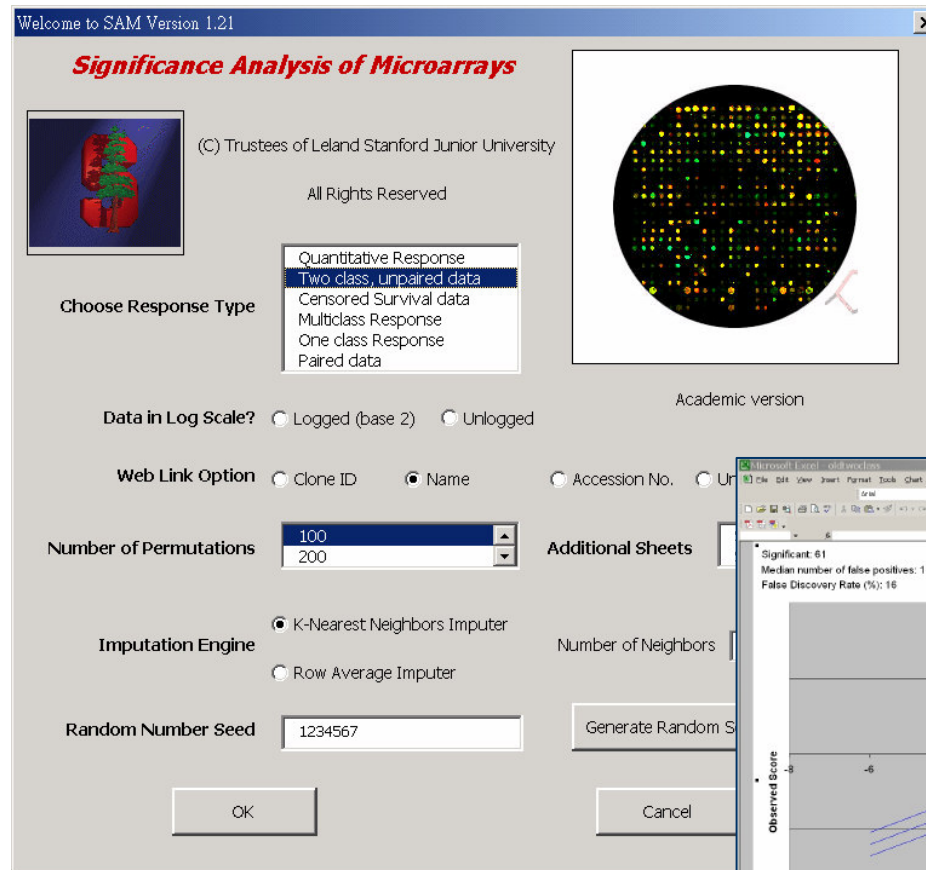 Welcome to SAM Version 1.21
Significance Analysis of Microarrays
(C) Trustees of Leland Stanford Junior University
All Rights Reserved
Choose Response Type
Quantitative Response
Two class, unpaired data
Censored Survival data
Multiclass Response
One class Response
Paired data
Academic version
Data in Log Scale? Logged (base 2) Unlogged
Web Link Option Clone ID Name Accession No. Un
Number of Permutations 100 200 Additional Sheets
Imputation Engine K-Nearest Neighbors Imputer Number of Neighbors
Row Average Imputer
Random Number Seed 1234567 Generate Random S
OK Cancel
Microsoft Excel - oldtwoclass
File Edit View Insert Format Tools Chart
Arial
Significant: 61
Median number of false positives: 1
False Discovery Rate (%): 16
Observed Score
-8 -6